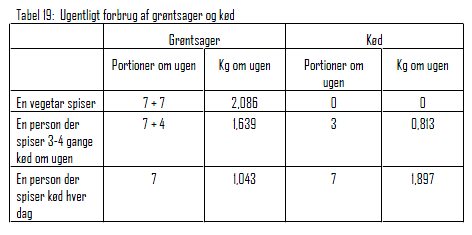 Tabel 19: Ugentligt forbrug af grøntsager og kød
Grøntsager Kød
Portioner om ugen Kg om ugen Portioner om ugen Kg om ugen
En vegetar spiser 7 + 7 2,086 0 0
En person der spiser 3-4 gange kød om ugen 7 + 4 1,639 3 0,813
En person der spiser kød hver dag 7 1,043 7 1,897